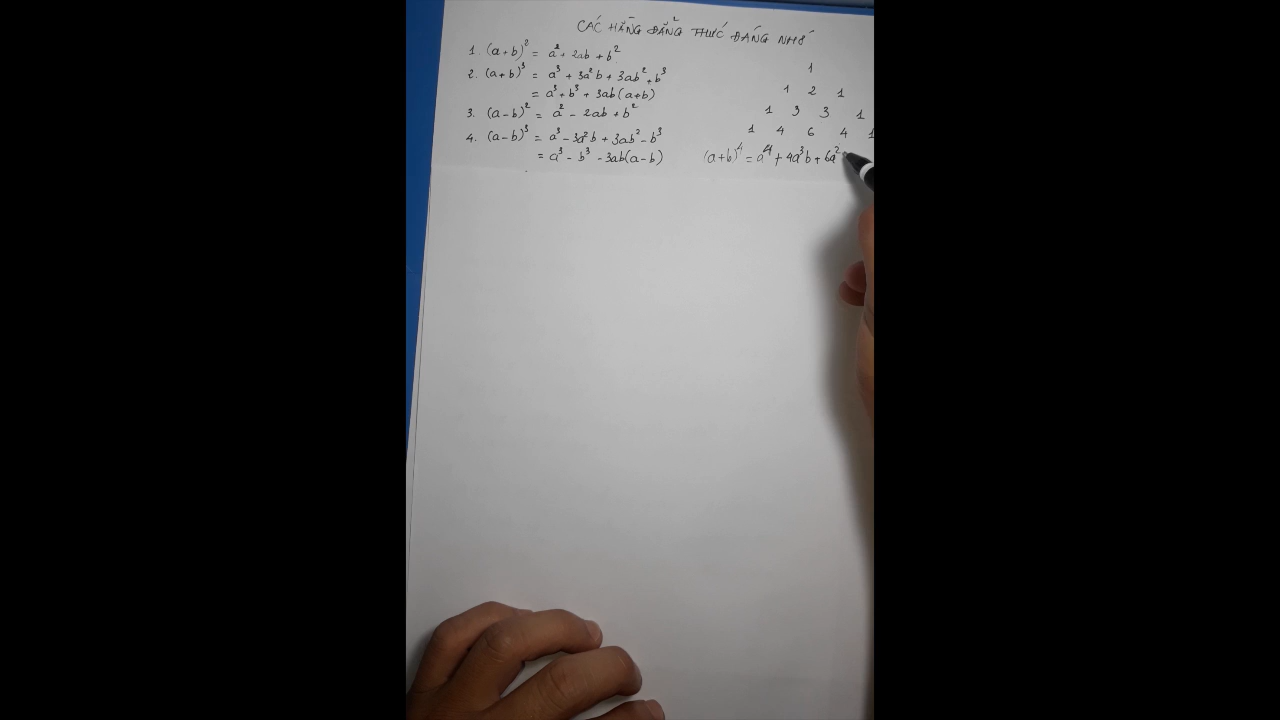 CÁC HẰNG ĐẲNG THỨC ĐÁNG NHỚ
1. (a+b)² = a² + 2ab + b²
2. (a+b)³ = a³ + 3a²b + 3ab² + b³
= a³ + b³ + 3ab(a+b)
3. (a-b)² = a² - 2ab + b²
4. (a-b)³ = a³ - 3a²b + 3ab² - b³
= a³ - b³ - 3ab(a-b)
1
1 2 1
1 3 3 1
1 4 6 4 1
(a+b)⁴ = a⁴ + 4a³b + 6a²